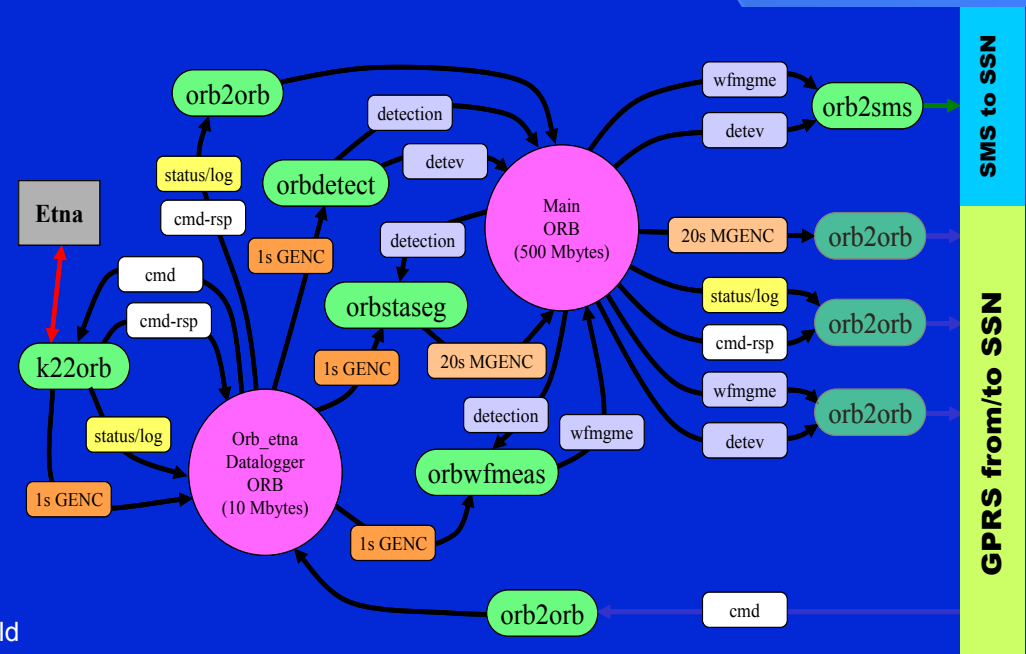 orb2orb
wfmgme
orb2sms
SMS to SSN
detection
detev
detev
status/log
orbdetect
cmd-rsp
Etna
Main
ORB
(500 Mbytes)
20s MGENC
orb2orb
detection
1s GENC
cmd
orbstaseg
status/log
orb2orb
cmd-rsp
cmd-rsp
k22orb
1s GENC
20s MGENC
GPRS from/to SSN
wfmgme
orb2orb
detev
detection
wfmgme
status/log
Orb_etna
Datalogger
ORB
(10 Mbytes)
orbwfmeas
1s GENC
1s GENC
orb2orb
cmd
ld